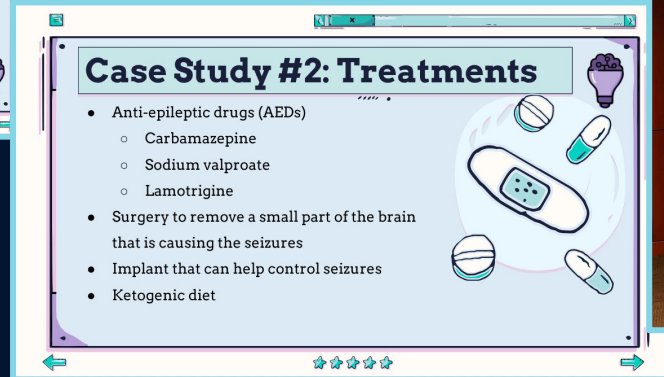 Case Study #2: Treatments
● Anti-epileptic drugs (AEDs)
○ Carbamazepine
○ Sodium valproate
○ Lamotrigine
● Surgery to remove a small part of the brain
that is causing the seizures
● Implant that can help control seizures
● Ketogenic diet